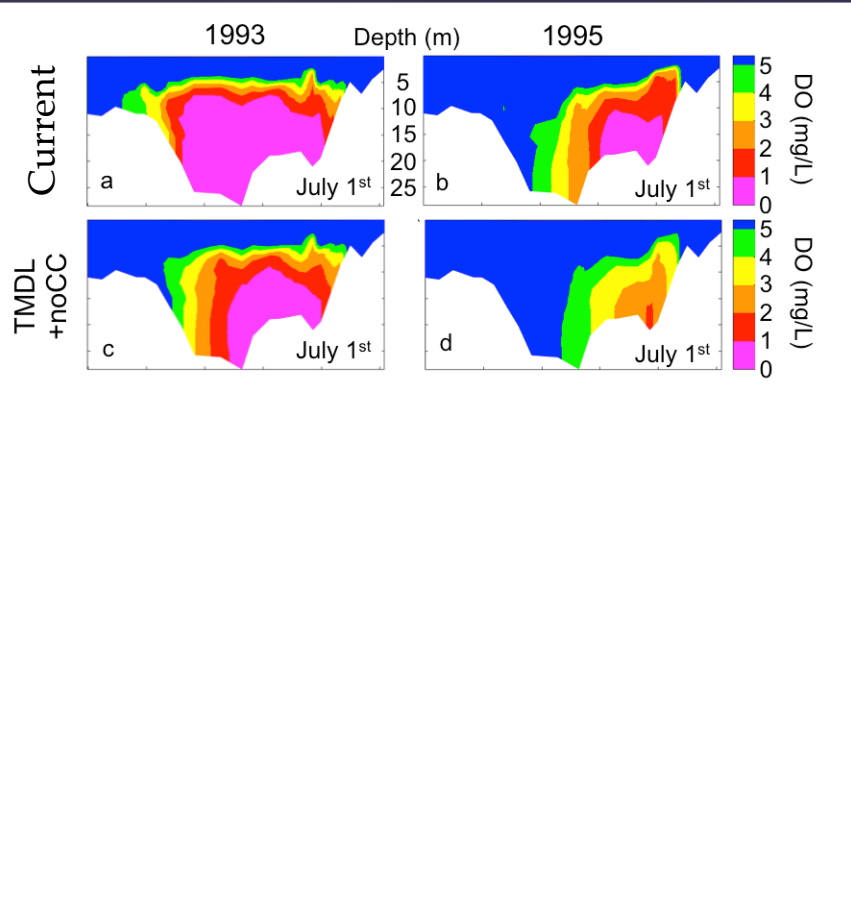 1993 Depth (m) 1995
Current
5
10
15
20
25
a
July 1st
b
July 1st
5
4
3
2
1
0
DO (mg/L)
TMDL
+noCC
c
July 1st
d
July 1st
5
4
3
2
1
0
DO (mg/L)